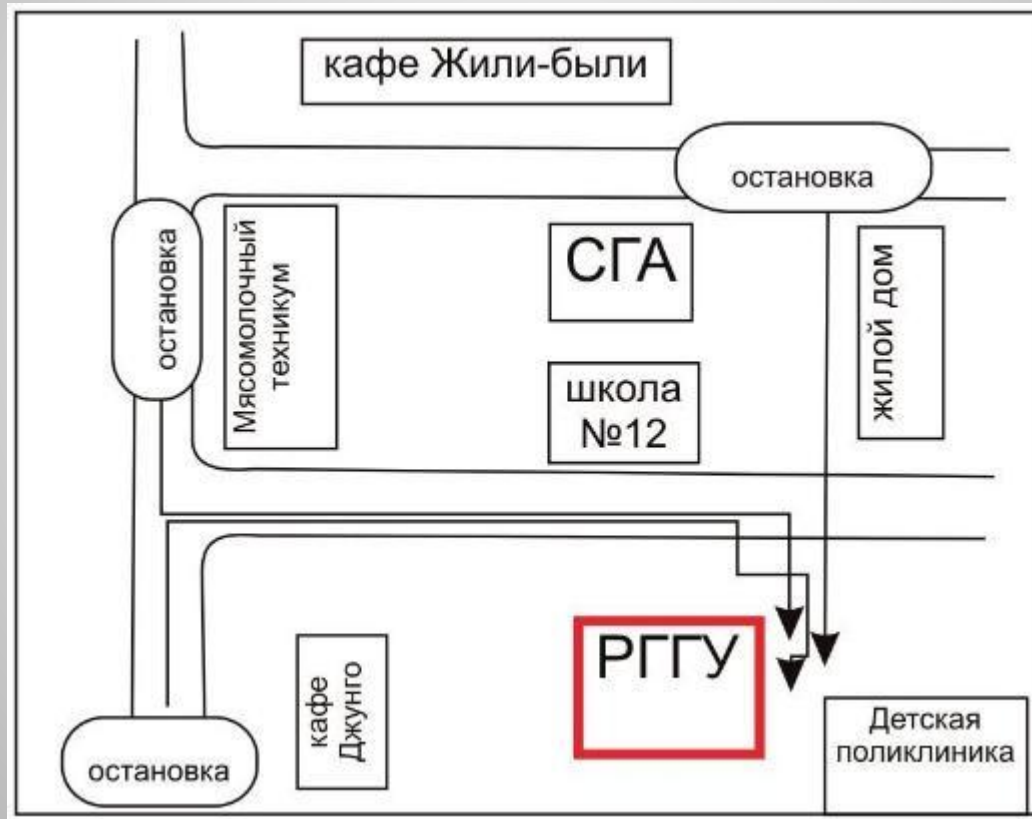 кафе Жили-были
остановка
остановка
Мясомолочный
техникум
СГА
жилой дом
школа
№12
РГГУ
кафе
Джунго
Детская
поликлиника
остановка